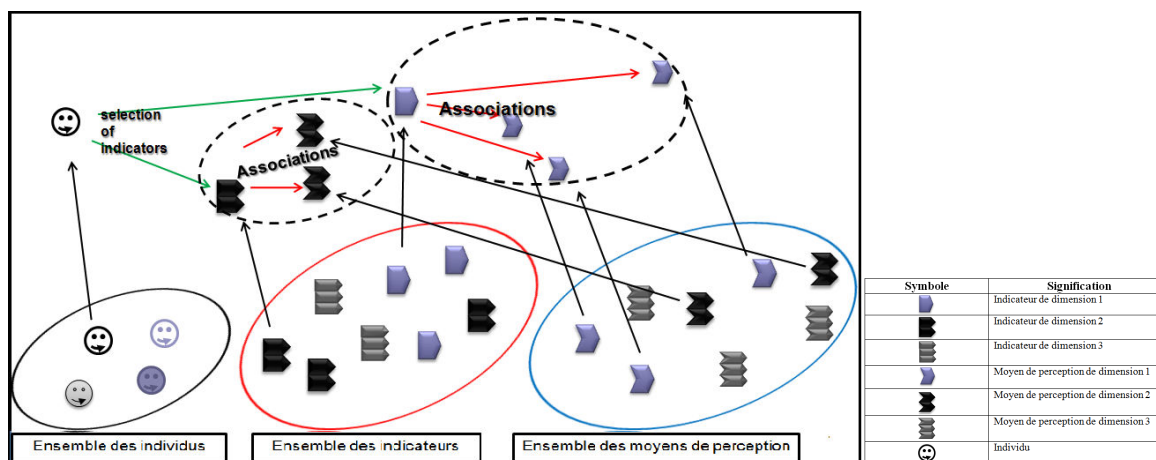 selection
of
Indicators
Associations
Associations
Ensemble des individus
Ensemble des indicateurs
Ensemble des moyens de perception
Symbole Signification
Indicateur de dimension 1
Indicateur de dimension 2
Indicateur de dimension 3
Moyen de perception de dimension 1
Moyen de perception de dimension 2
Moyen de perception de dimension 3
Individu